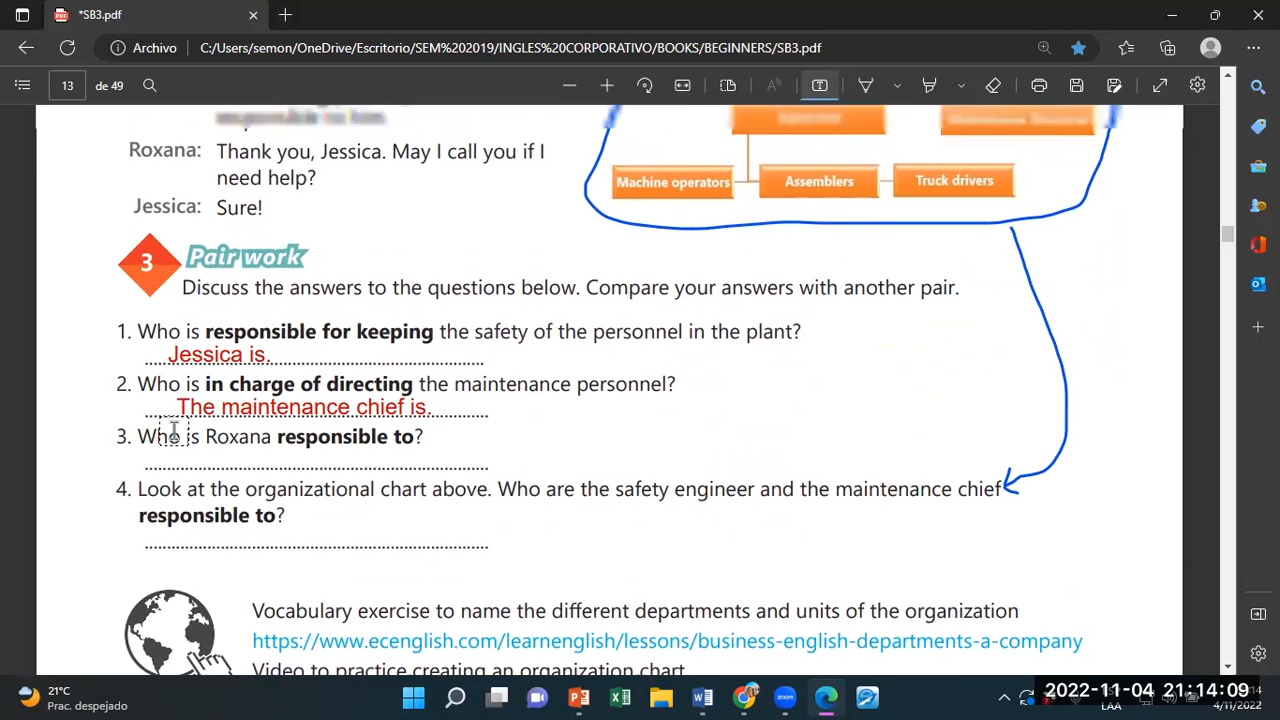 *SB3.pdf
Archivo C:/Users/semon/OneDrive/Escritorio/SEM%202019/INGLES%20CORPORATIVO/BOOKS/BEGINNERS/SB3.pdf
13 de 49
responsible to him.
Roxana: Thank you, Jessica. May I call you if I
need help?
Jessica: Sure!
Machine operators Assemblers Truck drivers
3 Pair work
Discuss the answers to the questions below. Compare your answers with another pair.
1. Who is responsible for keeping the safety of the personnel in the plant?
Jessica is.
2. Who is in charge of directing the maintenance personnel?
The maintenance chief is.
3. Who is Roxana responsible to?
4. Look at the organizational chart above. Who are the safety engineer and the maintenance chief
responsible to?
Vocabulary exercise to name the different departments and units of the organization
https://www.ecenglish.com/learnenglish/lessons/business-english-departments-a-company
Video to practice creating an organization chart
21°C
Prac. despejado
LAA
2022-11-04 21:14:09
4/11/2022